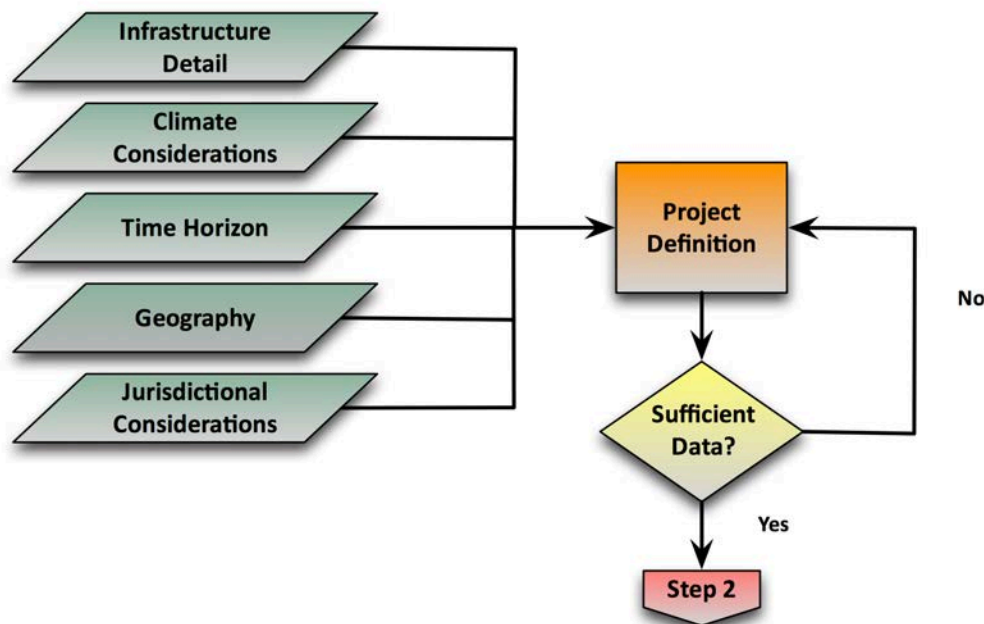 Infrastructure
Detail
Climate
Considerations
Time Horizon
Geography
Jurisdictional
Considerations
Project
Definition
No
Sufficient
Data?
Yes
Step 2